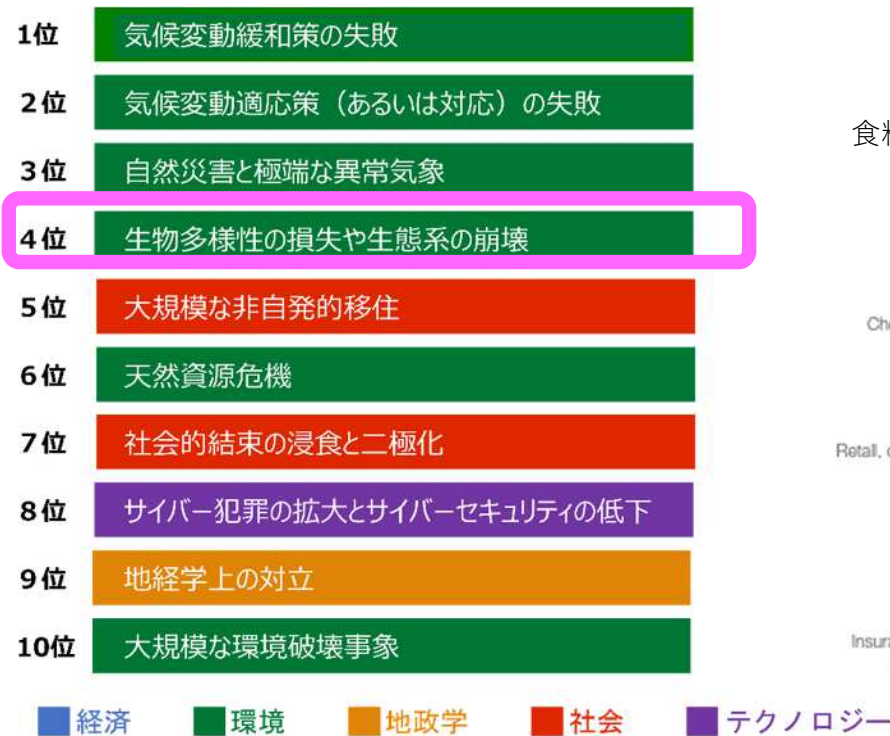 1位 気候変動緩和策の失敗
2位 気候変動適応策（あるいは対応）の失敗
3位 自然災害と極端な異常気象
4位 生物多様性の損失や生態系の崩壊
5位 大規模な非自発的移住
6位 天然資源危機
7位 社会的結束の浸食と二極化
8位 サイバー犯罪の拡大とサイバーセキュリティの低下
9位 地経学上の対立
10位 大規模な環境破壊事象
経済 環境 地政学 社会 テクノロジー
食
Retail,